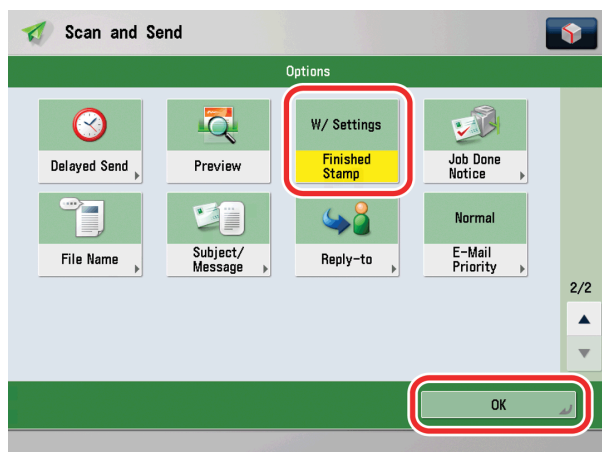 Scan and Send
Options
Delayed Send
Preview
W/ Settings
Finished
Stamp
Job Done
Notice
File Name
Subject/
Message
Reply-to
Normal
E-Mail
Priority
2/2
OK